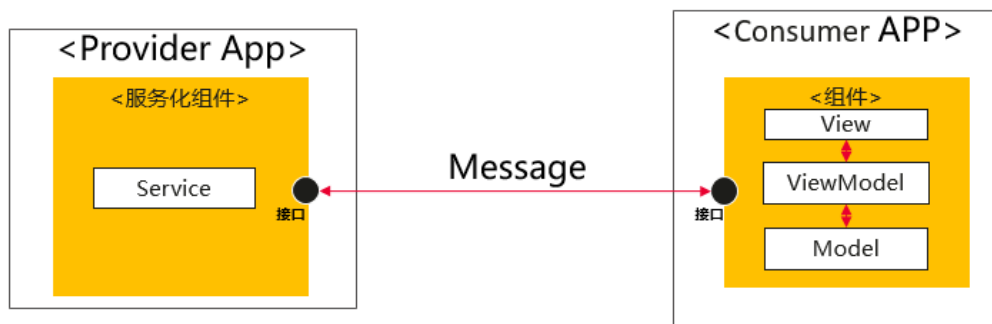 <Provider App>
<服务化组件>
Service
接口
Message
<Consumer APP>
<组件>
View
ViewModel
接口
Model